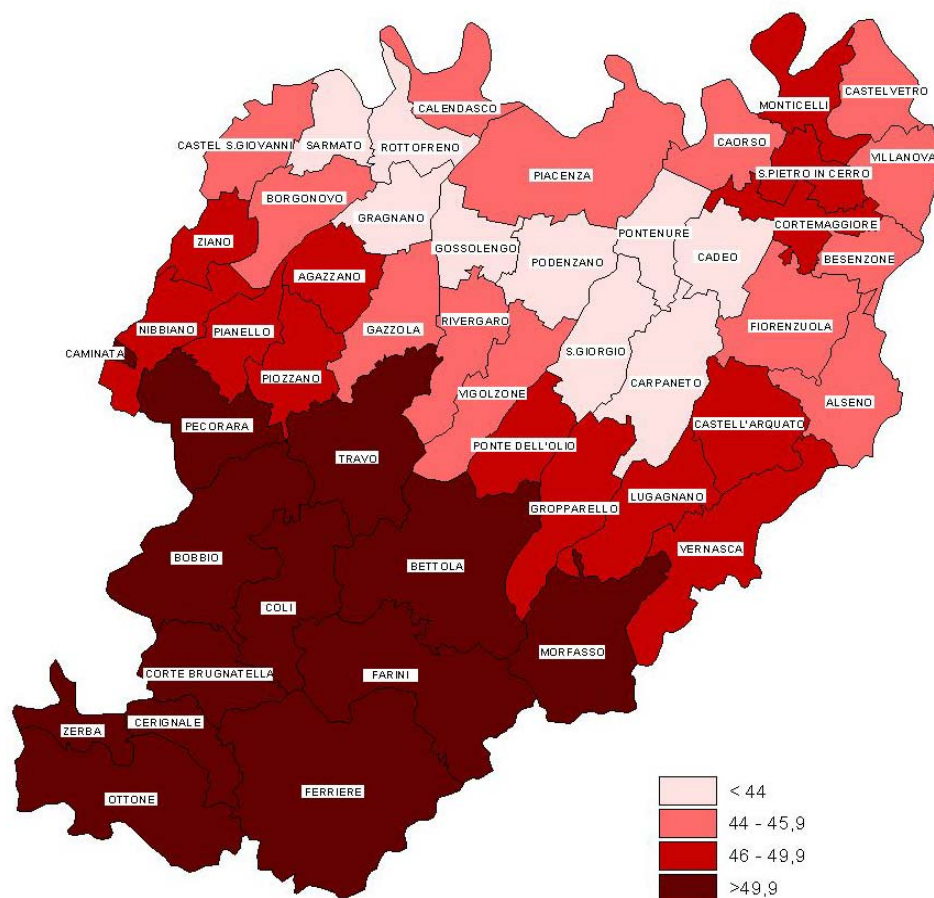 CASTELVETRO
MONTICELLI
CALENDASCO
CAORSO
CASTEL S.GIOVANNI
SARMATO
ROTTOFRENO
VILLANOVA
S.PIETRO IN CERRO
PIACENZA
BORGONOVO
GRAGNANO
CORTEMAGGIORE
PONTENURE
ZIANO
GOSSOLENGO
CADEO
BESENZONE
PODENZANO
AGAZZANO
RIVERGARO
NIBBIANO
PIANELLO
GAZZOLA
FIORENZUOLA
S.GIORGIO
CAMINATA
PIOZZANO
CARPANETO
VIGOLZONE
ALSENO
PECORARA
CASTELL'ARQUATO
PONTE DELL'OLIO
TRAVO
LUGAGNANO
GROPPARELLO
VERNASCA
BOBBIO
BETTOLA
COLI
MORFASSO
CORTE BRUGNATELLA
FARINI
CERIGNALE
ZERBA
FERRIERE
OTTONE
< 44
44 - 45,9
46 - 49,9
>49,9